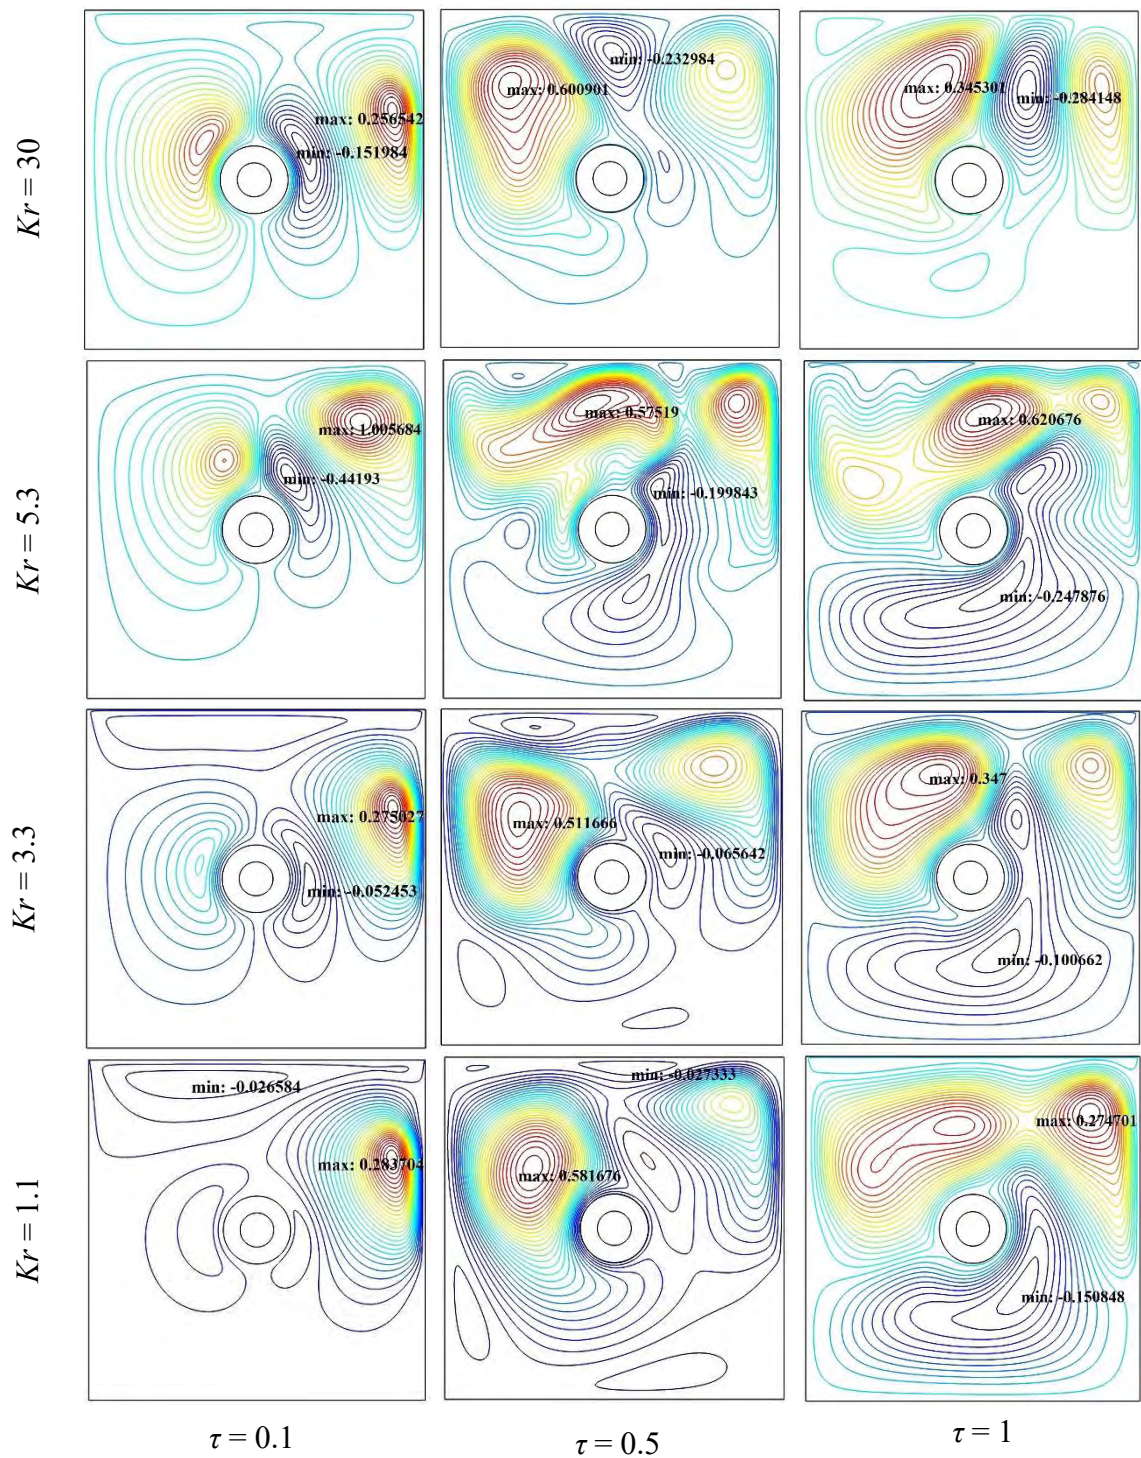 Kr = 30
max: 0.256542
min: -0.151984
max: 0.600901
min: -0.232984
max: 0.345301
min: -0.284148
Kr = 5.3
max: 1.005684
min: -0.44193
max: 0.57519
min: -0.199843
max: 0.620676
min: -0.247876
Kr = 3.3
max: 0.275027
min: -0.052453
max: 0.511666
min: -0.065642
max: 0.347
min: -0.100662
Kr = 1.1
min: -0.026584
max: 0.283704
min: -0.027333
max: 0.581676
max: 0.274701
min: -0.150848
τ = 0.1
τ = 0.5
τ = 1